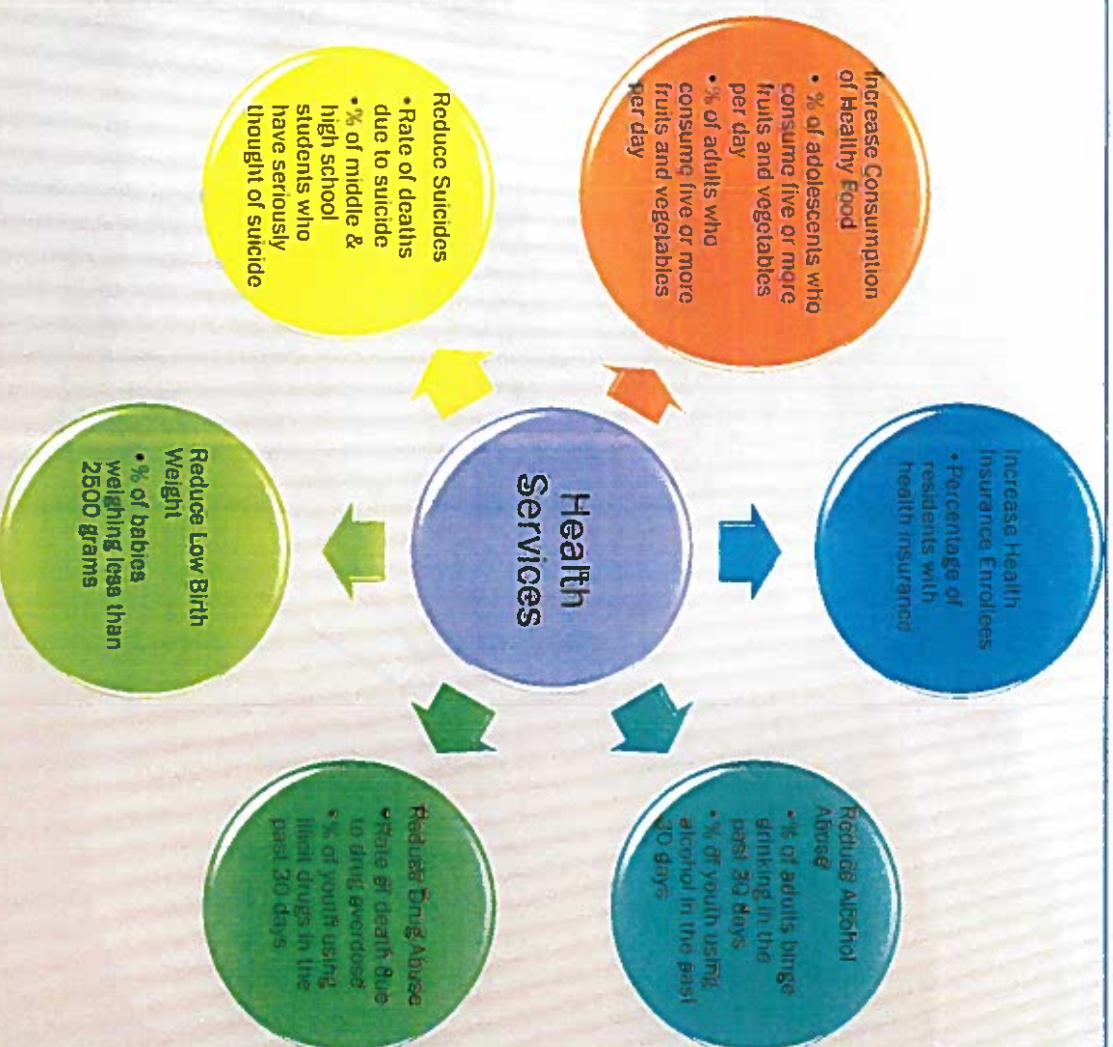 Health
Services
Increase Health
Insurance Enrollees
• Percentage of
residents with
health insurance
Reduce Alcohol
Abuse
• % of adults binge
drinking in the
past 30 days
• % of youth using
alcohol in the past
30 days
Reduce Drug Abuse
• Rate of death due
to drug overdose
• % of youth using
illicit drugs in the
past 30 days
Reduce Low Birth
Weight
• % of babies
weighing less than
2500 grams
Reduce Suicides
• Rate of deaths
due to suicide
• % of middle &
high school
students who
have seriously
thought of suicide
Increase Consumption
of Healthy Food
• % of adolescents who
consume five or more
fruits and vegetables
per day
• % of adults who
consume five or more
fruits and vegetables
per day